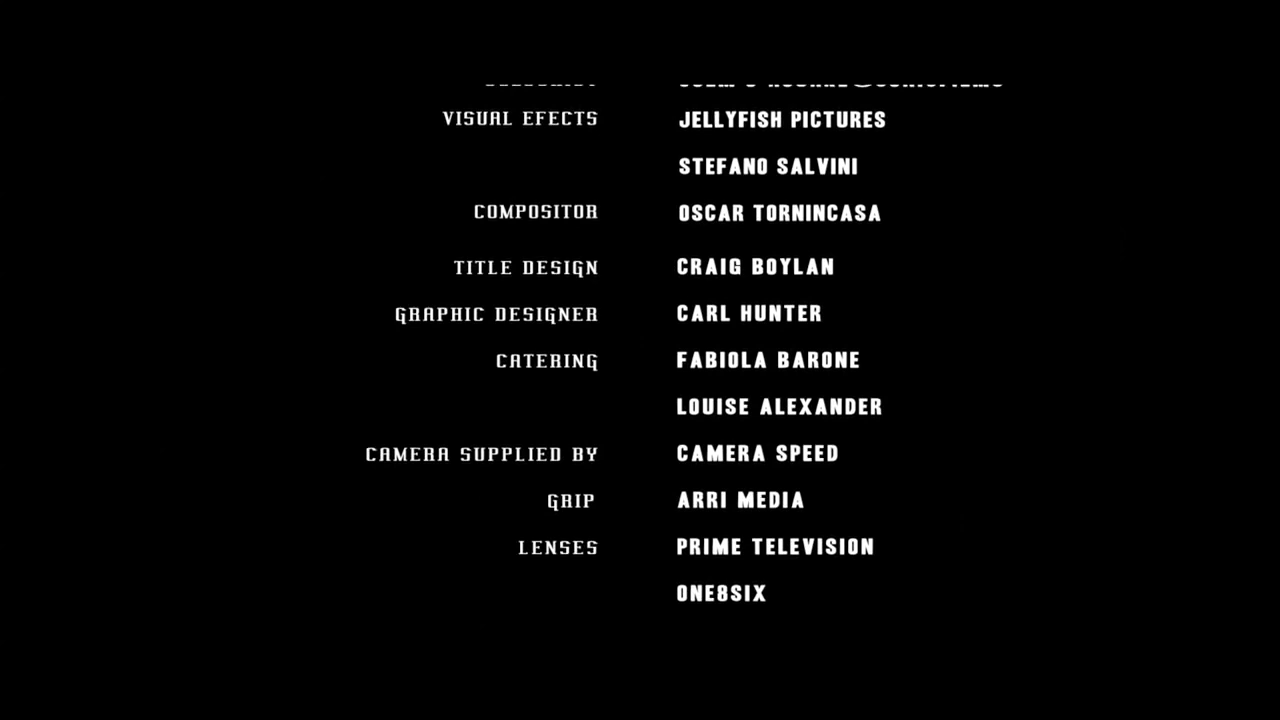 VISUAL EFECTS JELLYFISH PICTURES
STEFANO SALVINI
COMPOSITOR OSCAR TORNINCASA
TITLE DESIGN CRAIG BOYLAN
GRAPHIC DESIGNER CARL HUNTER
CATERING FABIOLA BARONE
LOUISE ALEXANDER
CAMERA SUPPLIED BY CAMERA SPEED
GRIP ARRI MEDIA
LENSES PRIME TELEVISION
ONE8SIX